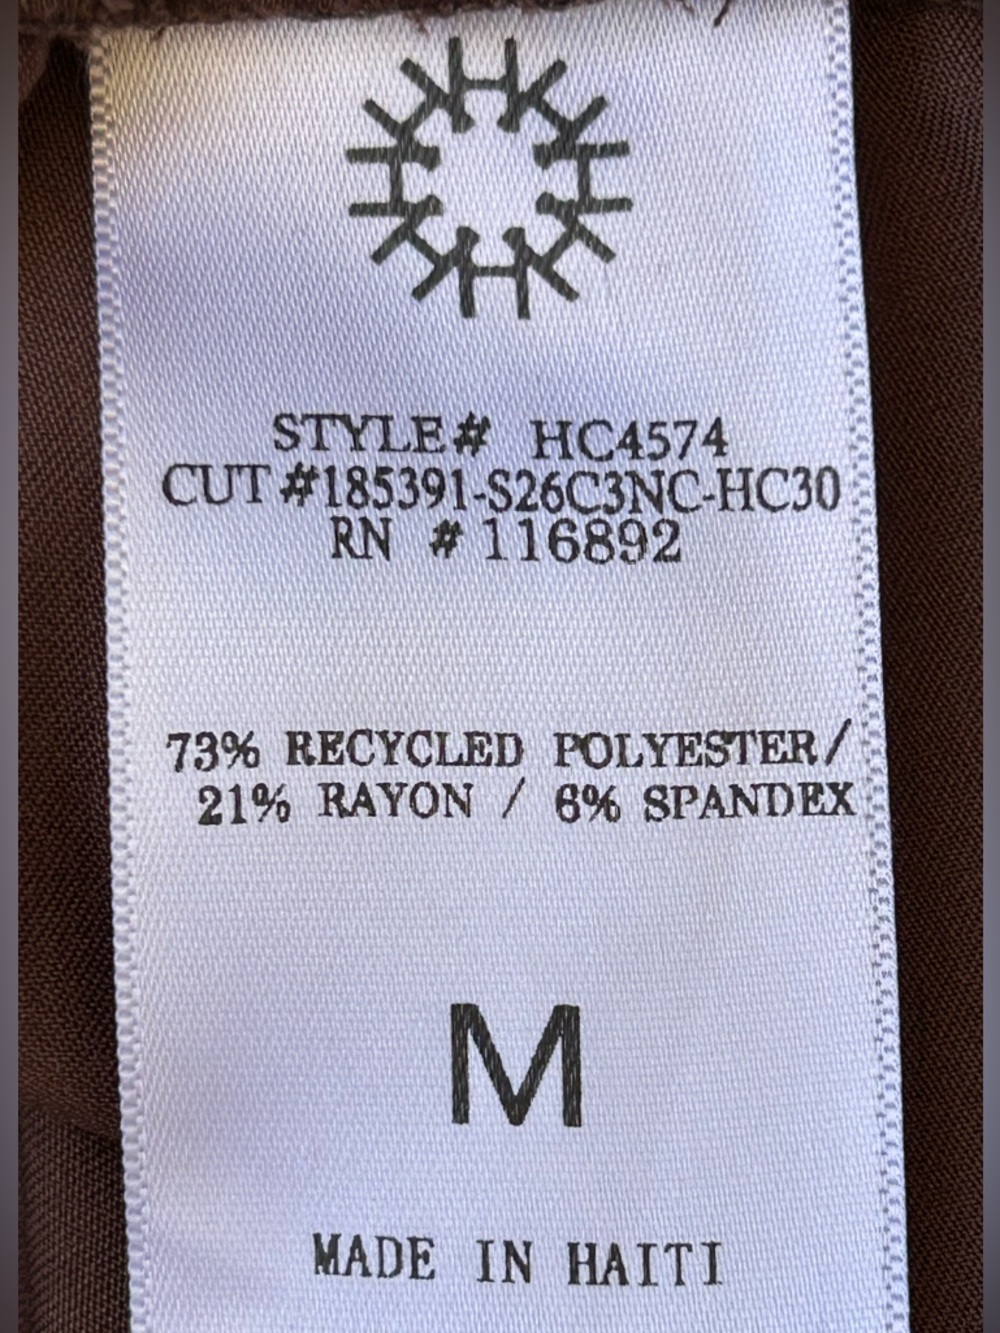 STYLE# HC4574
CUT #185391-S26C3NC-HC30
RN # 116892
73% RECYCLED POLYESTER/
21% RAYON / 6% SPANDEX
M
MADE IN HAITI